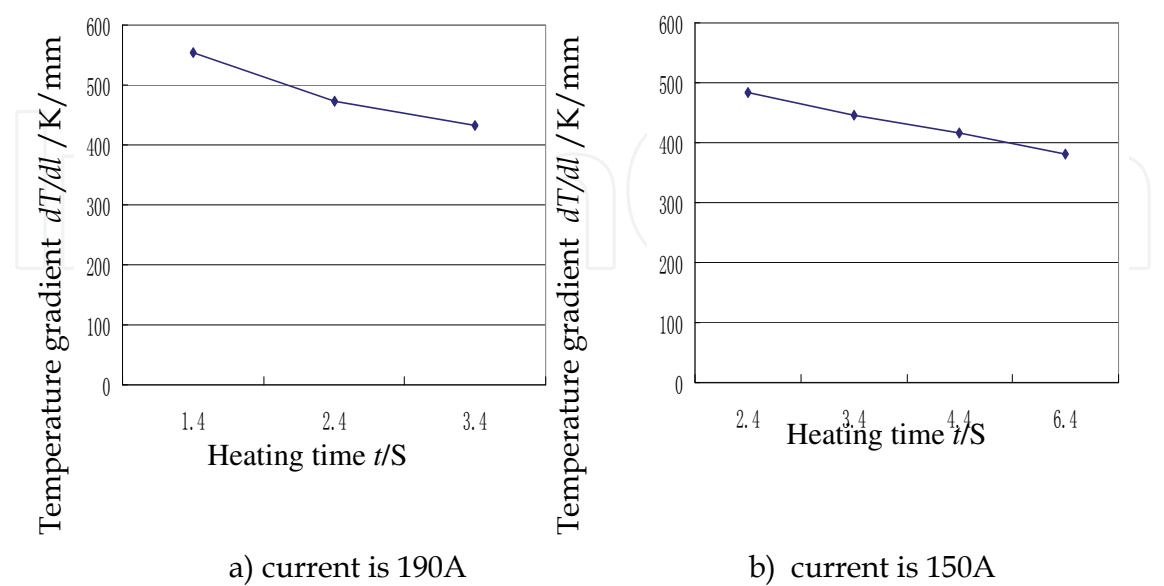 Temperature gradient dT/dl /K/mm
600
500
400
300
200
100
0
1.4 2.4 3.4
Heating time t/S
a) current is 190A
Temperature gradient dT/dl /K/mm
600
500
400
300
200
100
0
2.4 3.4 4.4 6.4
Heating time t/S
b) current is 150A